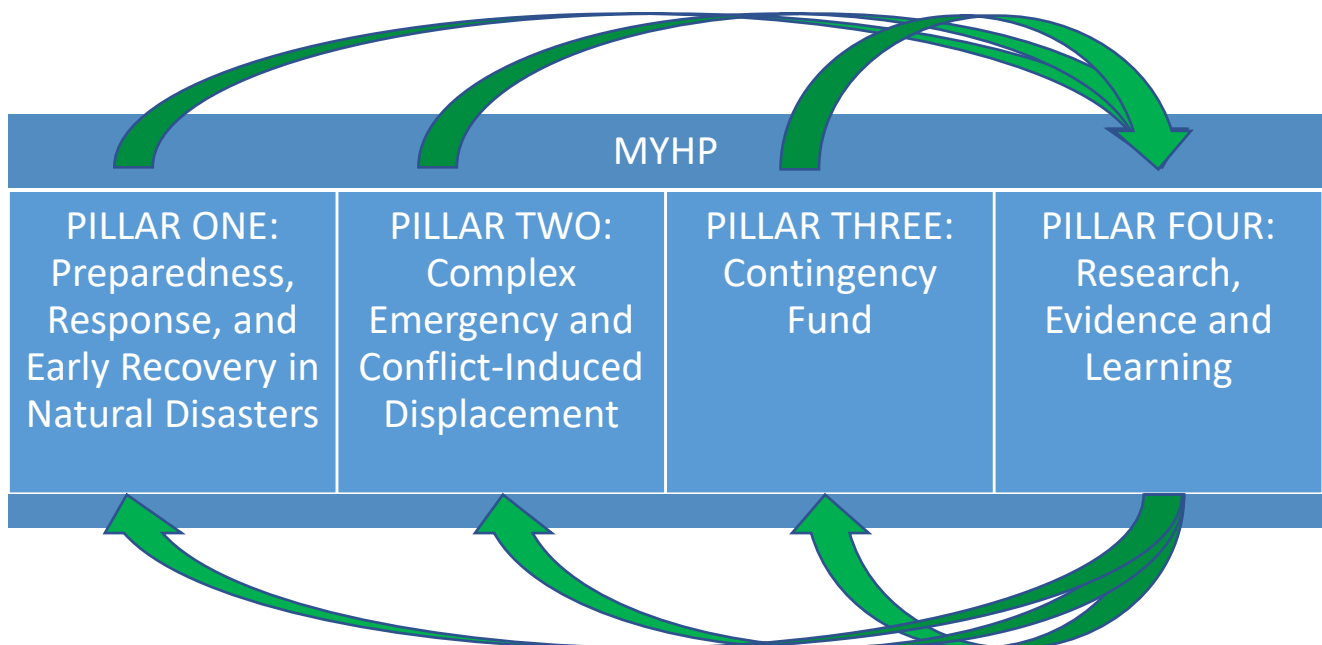 MYHP
PILLAR ONE:
Preparedness,
Response, and
Early Recovery in
Natural Disasters
PILLAR TWO:
Complex
Emergency and
Conflict-Induced
Displacement
PILLAR THREE:
Contingency
Fund
PILLAR FOUR:
Research,
Evidence and
Learning